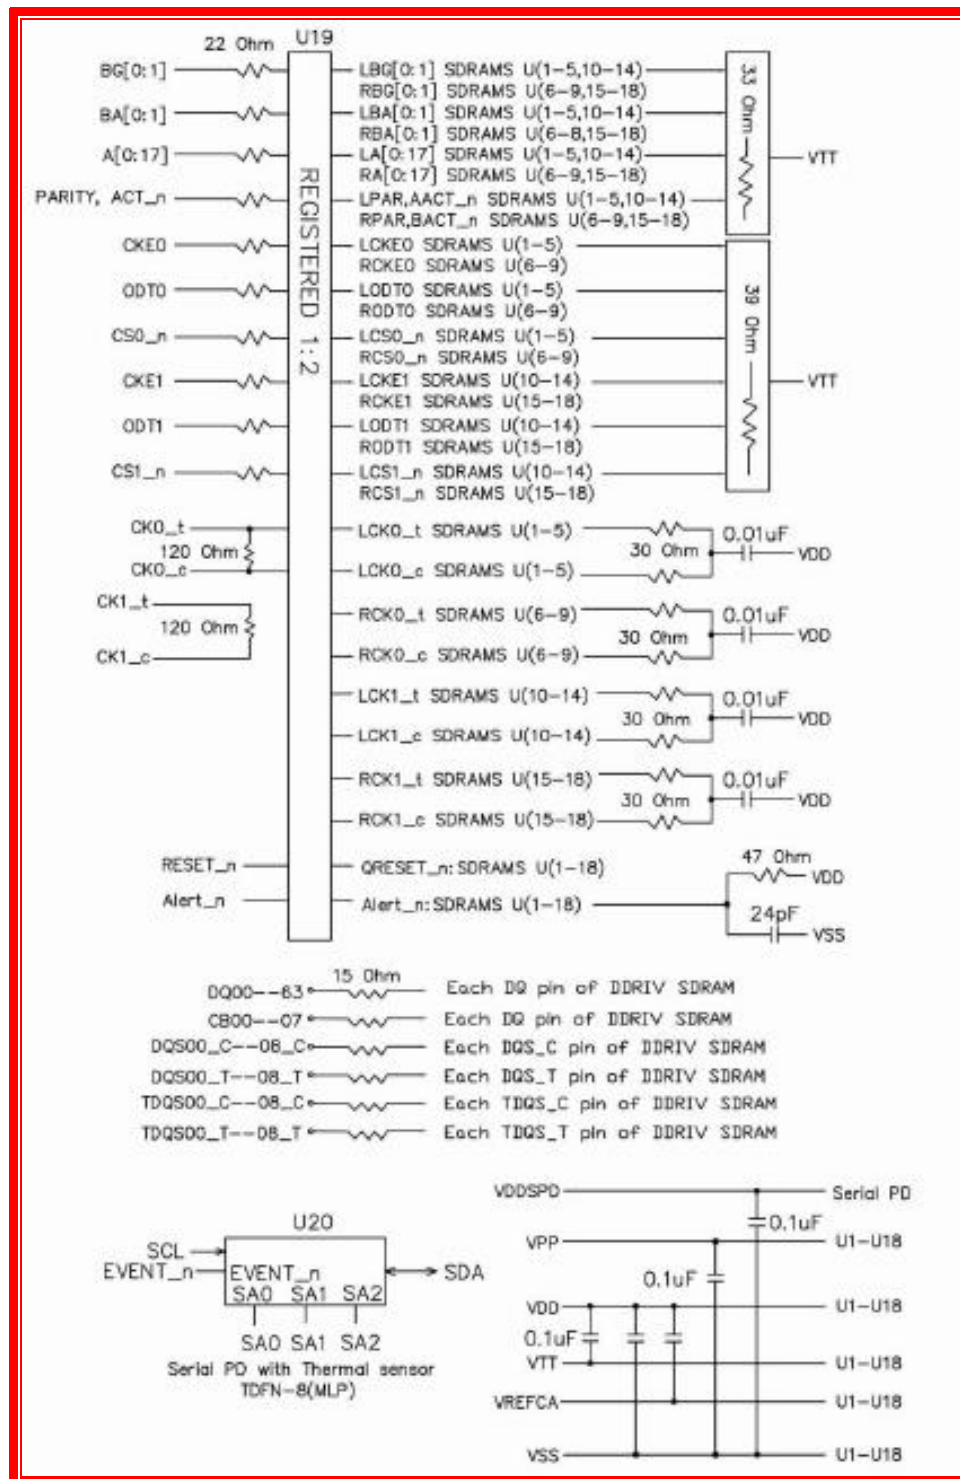 22 Ohm
U19
BG[0:1]
LBG[0:1] SDRAMS U(1-5,10-14)
RBG[0:1] SDRAMS U(6-9,15-18)
BA[0:1]
LBA[0:1] SDRAMS U(1-5,10-14)
RBA[0:1] SDRAMS U(6-8,15-18)
A[0:17]
LA[0:17] SDRAMS U(1-5,10-14)
RA[0:17] SDRAMS U(6-9,15-18)
PARITY, ACT_n
LPAR,AACT_n SDRAMS U(1-5,10-14)
RPAR,BACT_n SDRAMS U(6-9,15-18)
33 Ohm
VTT
REGISTERED 1:2
CKE0
LCKE0 SDRAMS U(1-5)
RCKE0 SDRAMS U(6-9)
ODT0
LODT0 SDRAMS U(1-5)
RODT0 SDRAMS U(6-9)
CS0_n
LCS0_n SDRAMS U(1-5)
RCS0_n SDRAMS U(6-9)
CKE1
LCKE1 SDRAMS U(10-14)
RCKE1 SDRAMS U(15-18)
ODT1
LODT1 SDRAMS U(10-14)
RODT1 SDRAMS U(15-18)
CS1_n
LCS1_n SDRAMS U(10-14)
RCS1_n SDRAMS U(15-18)
39 Ohm
VTT
CK0_t
120 Ohm
CK0_c
LCK0_t SDRAMS U(1-5)
30 Ohm
0.01uF
VDD
LCK0_c SDRAMS U(1-5)
CK1_t
120 Ohm
CK1_c
RCK0_t SDRAMS U(6-9)
30 Ohm
0.01uF
VDD
RCK0_c SDRAMS U(6-9)
LCK1_t SDRAMS U(10-14)
30 Ohm
0.01uF
VDD
LCK1_c SDRAMS U(10-14)
RCK1_t SDRAMS U(15-18)
30 Ohm
0.01uF
VDD
RCK1_c SDRAMS U(15-18)
RESET_n
QRESET_n: SDRAMS U(1-18)
Alert_n
Alert_n: SDRAMS U(1-18)
47 Ohm
VDD
24pF
VSS
15 Ohm
DQ00--63
Each DQ pin of DDRIV SDRAM
CB00--07
Each DQ pin of DDRIV SDRAM
DQS00_C--08_C
Each DQS_C pin of DDRIV SDRAM
DQS00_T--08_T
Each DQS_T pin of DDRIV SDRAM
TDQS00_C--08_C
Each TDQS_C pin of DDRIV SDRAM
TDQS00_T--08_T
Each TDQS_T pin of DDRIV SDRAM
U20
SCL
EVENT_n
EVENT_n
SDA
SA0 SA1 SA2
SA0 SA1 SA2
Serial PD with Thermal sensor
TDFN-8(MLP)
VDDSPD
Serial PD
0.1uF
VPP
U1-U18
0.1uF
VDD
U1-U18
0.1uF
VTT
U1-U18
VREFCA
U1-U18
VSS
U1-U18